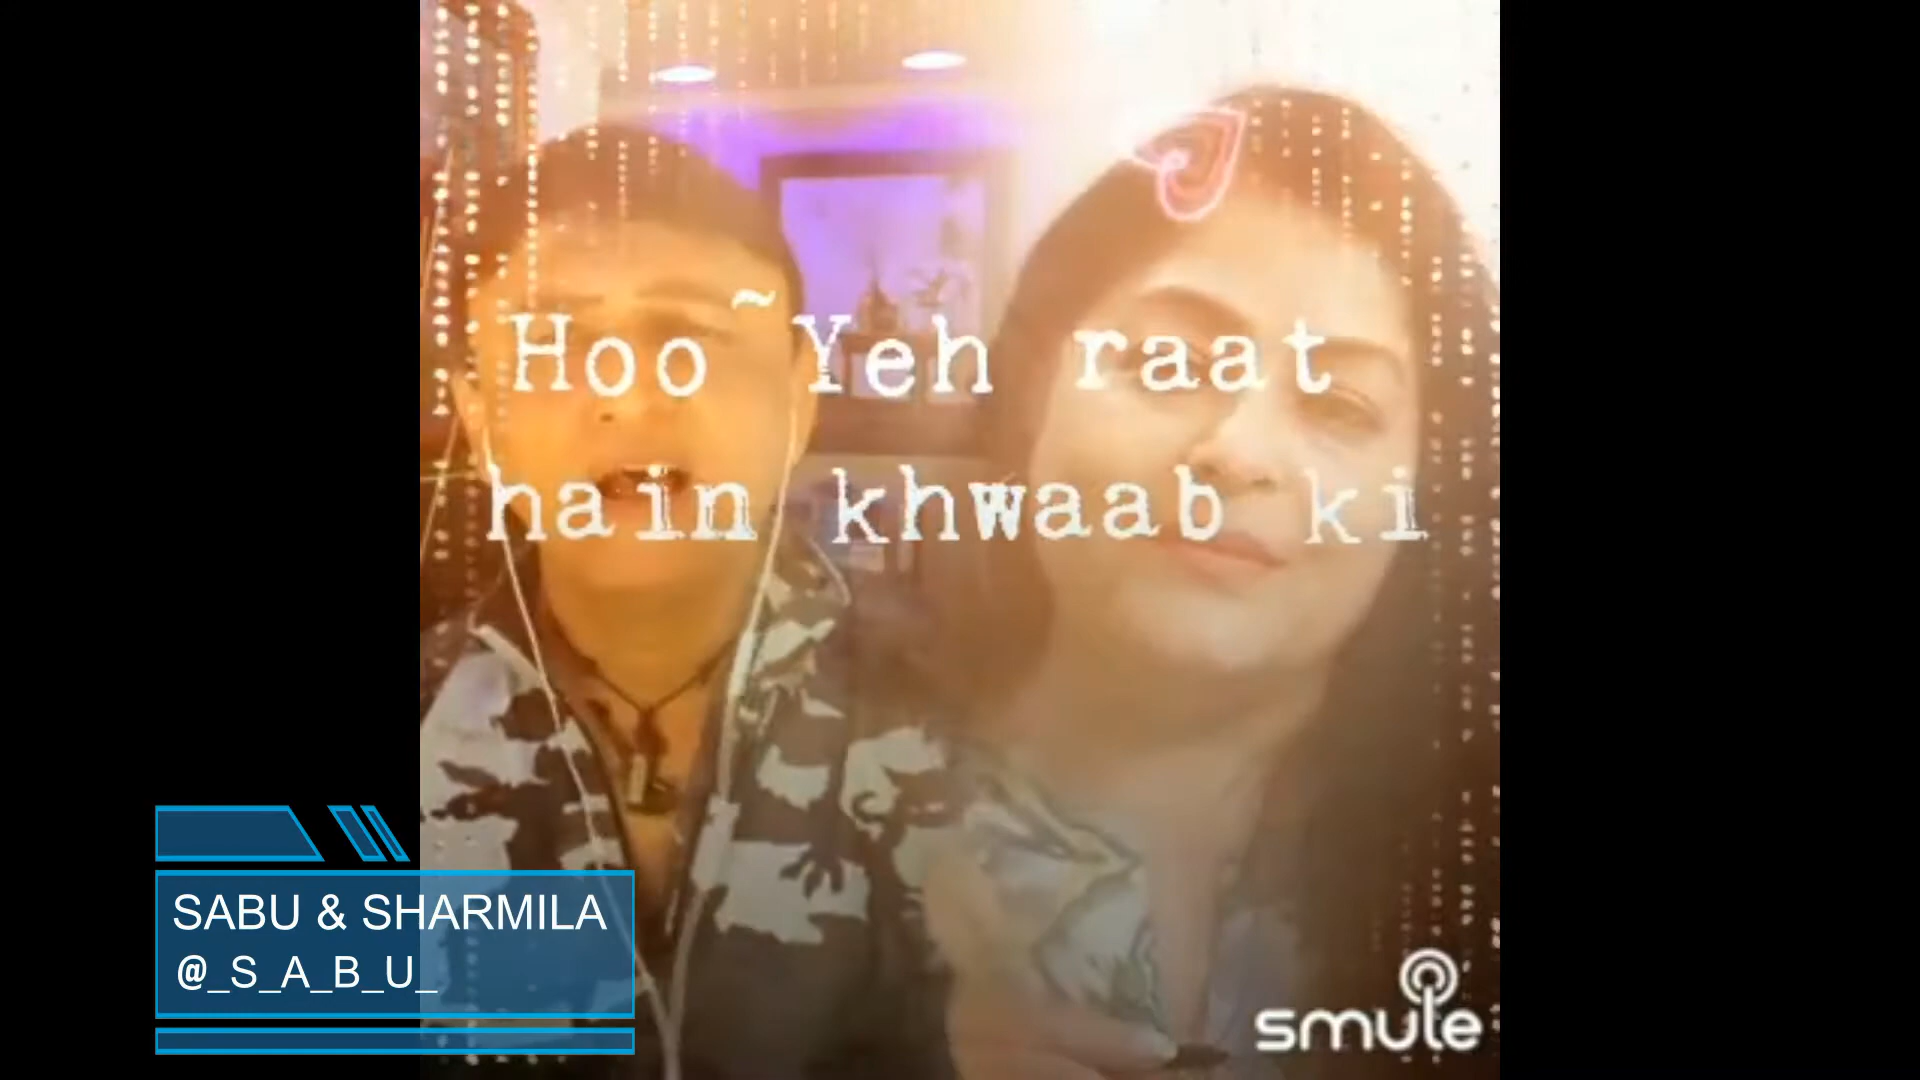 Hoo ~ Yeh raat
hain khwaab ki
SABU & SHARMILA
@_S_A_B_U_
smule